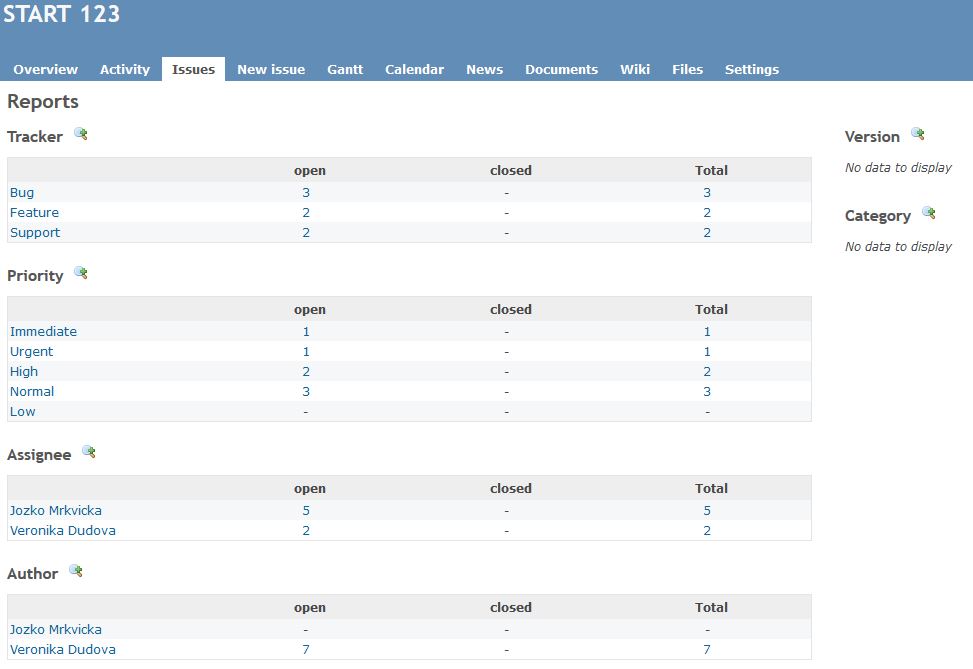 START 123
Overview Activity Issues New issue Gantt Calendar News Documents Wiki Files Settings
Reports
Tracker
open closed Total
Bug 3 - 3
Feature 2 - 2
Support 2 - 2
Priority
open closed Total
Immediate 1 - 1
Urgent 1 - 1
High 2 - 2
Normal 3 - 3
Low - - -
Assignee
open closed Total
Jozko Mrkvicka 5 - 5
Veronika Dudova 2 - 2
Author
open closed Total
Jozko Mrkvicka - - -
Veronika Dudova 7 - 7
Version
No data to display
Category
No data to display